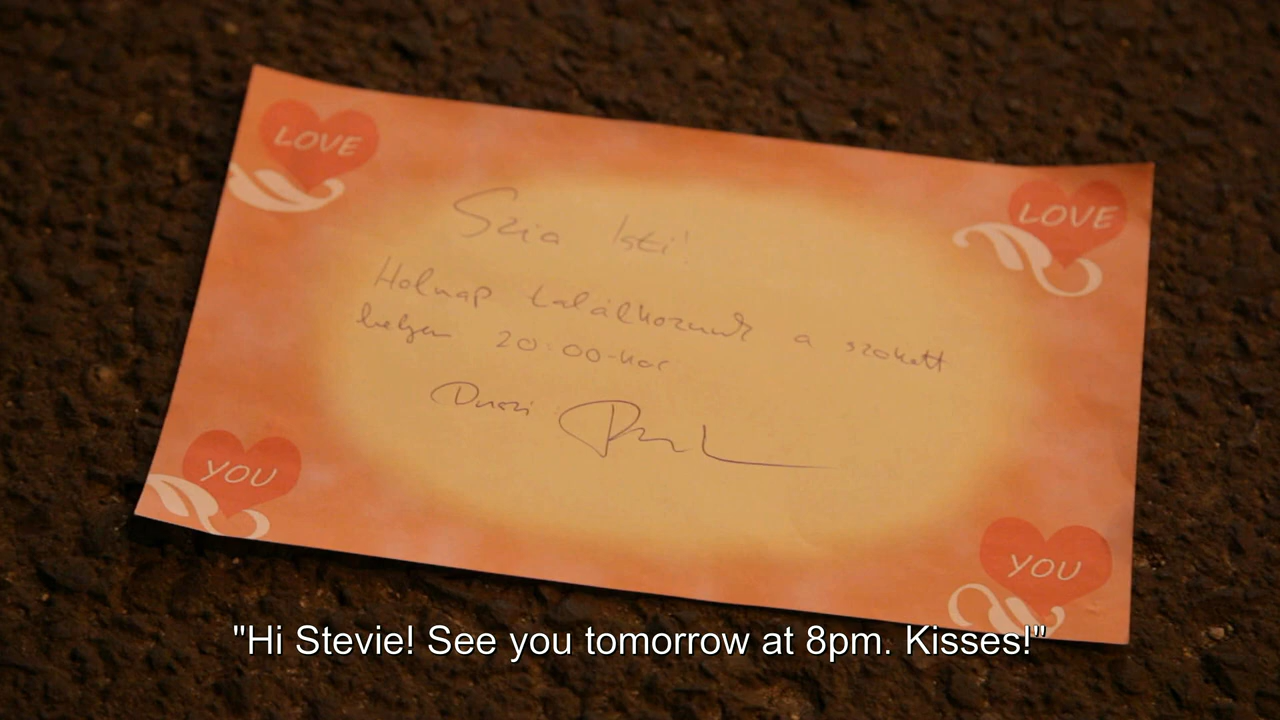 LOVE
LOVE
Szia Isti!
Holnap találkozunk a szokott
helyen 20:00-kor
Puszi
YOU
YOU
"Hi Stevie! See you tomorrow at 8pm. Kisses!"